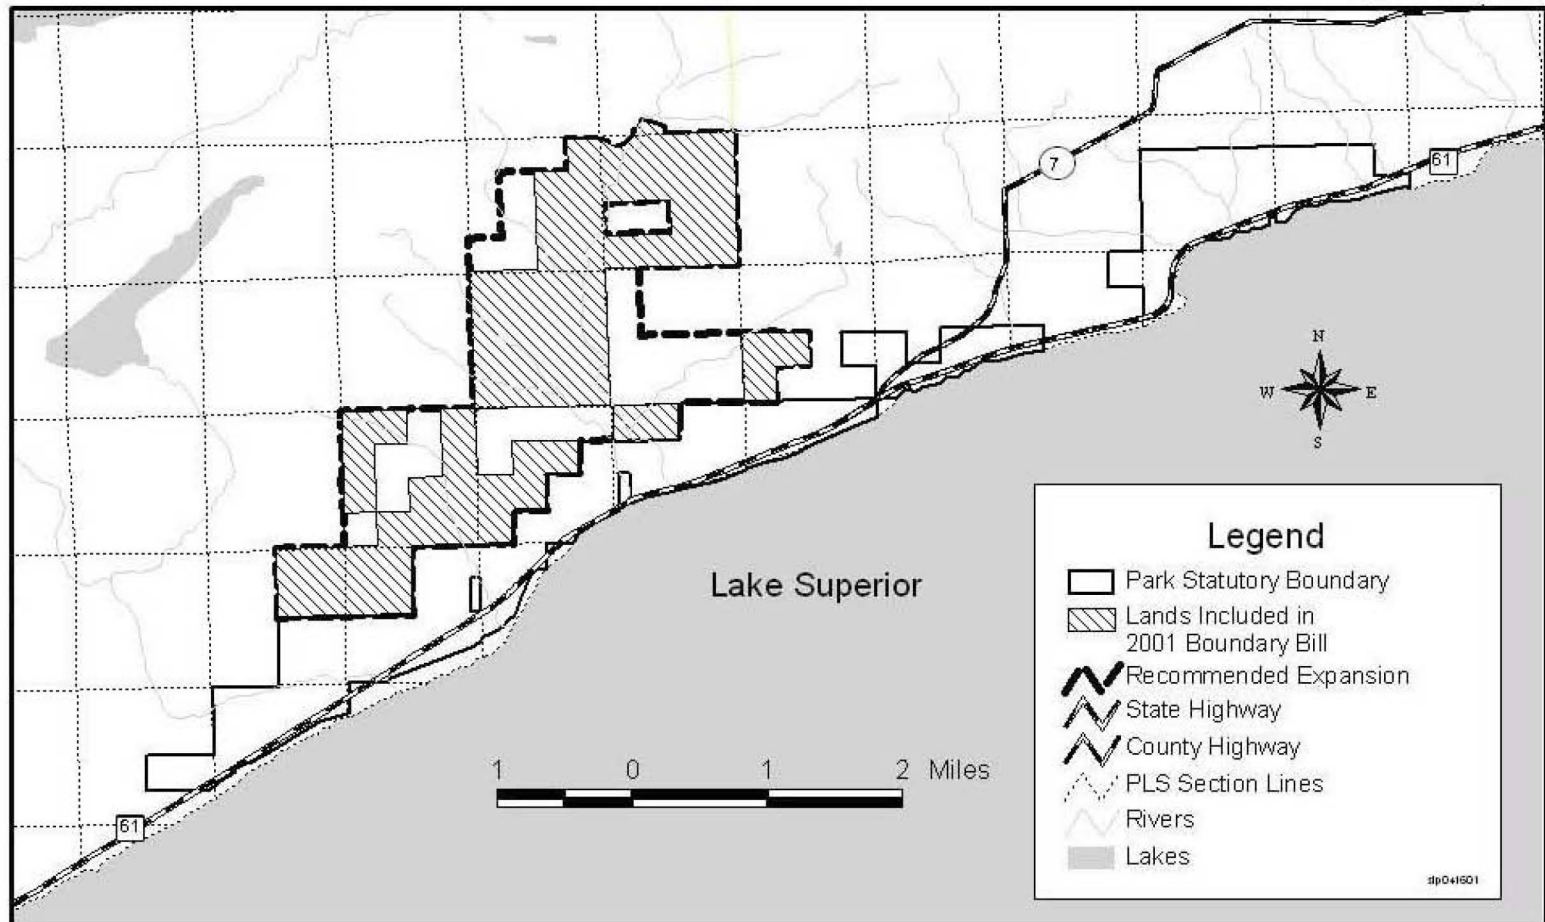 7
61
N
W E
S
Lake Superior
1 0 1 2 Miles
61
Legend
Park Statutory Boundary
Lands Included in
2001 Boundary Bill
Recommended Expansion
State Highway
County Highway
PLS Section Lines
Rivers
Lakes